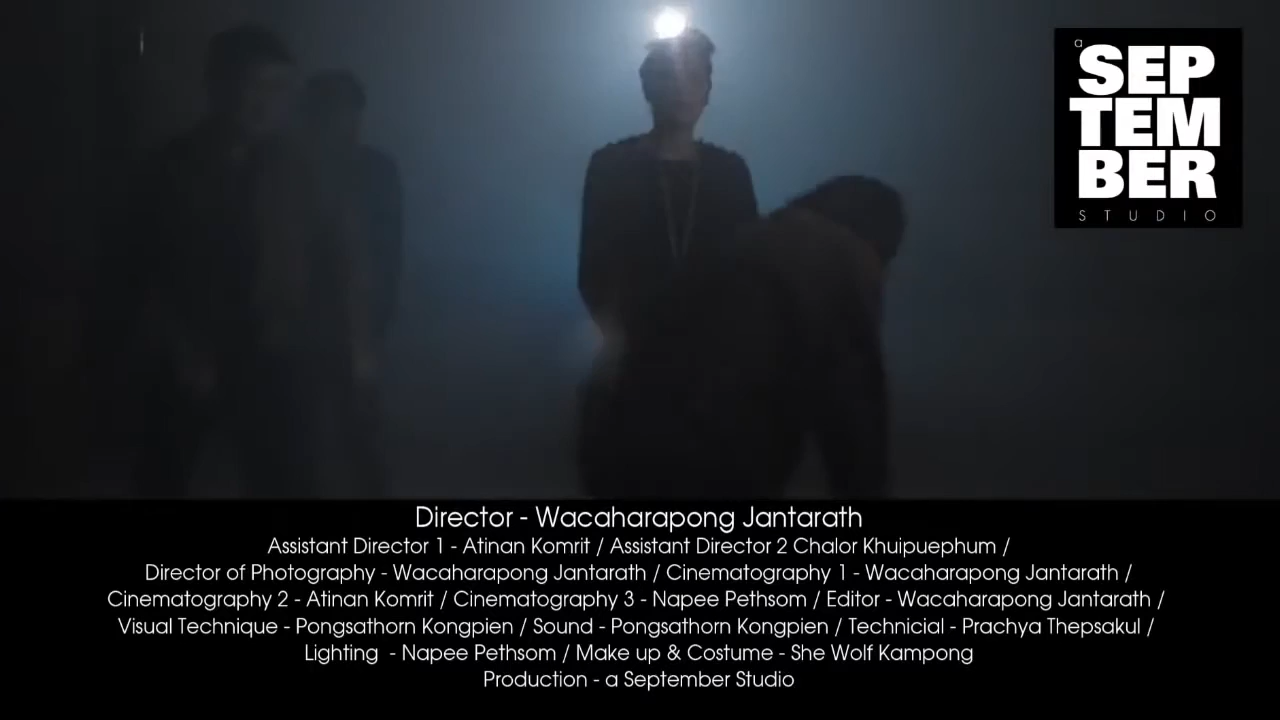 a
SEP
TEM
BER
STUDIO
Director - Wacaharapong Jantarath
Assistant Director 1 - Atinan Komrit / Assistant Director 2 Chalor Khuipuephum /
Director of Photography - Wacaharapong Jantarath / Cinematography 1 - Wacaharapong Jantarath /
Cinematography 2 - Atinan Komrit / Cinematography 3 - Napee Pethsom / Editor - Wacaharapong Jantarath /
Visual Technique - Pongsathorn Kongpien / Sound - Pongsathorn Kongpien / Technicial - Prachya Thepsakul /
Lighting - Napee Pethsom / Make up & Costume - She Wolf Kampong
Production - a September Studio